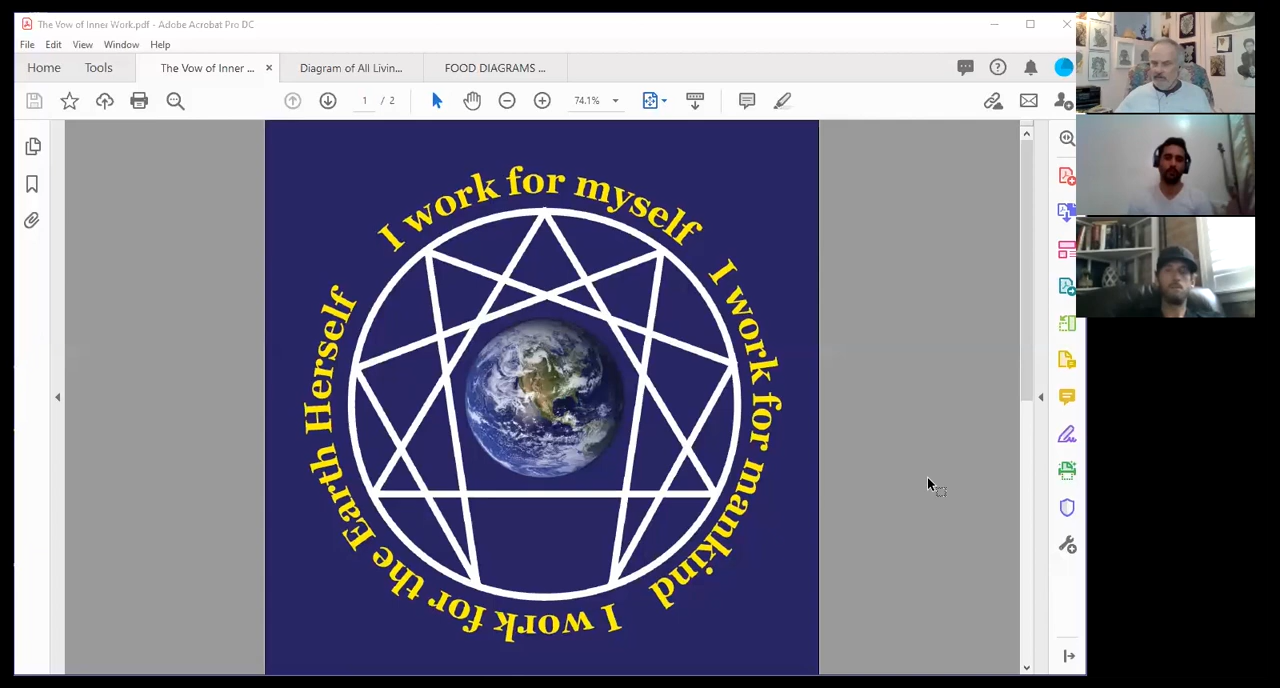 The Vow of Inner Work.pdf - Adobe Acrobat Pro DC
File Edit View Window Help
Home Tools The Vow of Inner ... × Diagram of All Livin... FOOD DIAGRAMS ...
1 / 2 74.1%
I work for myself
I work for mankind
I work for the Earth Herself